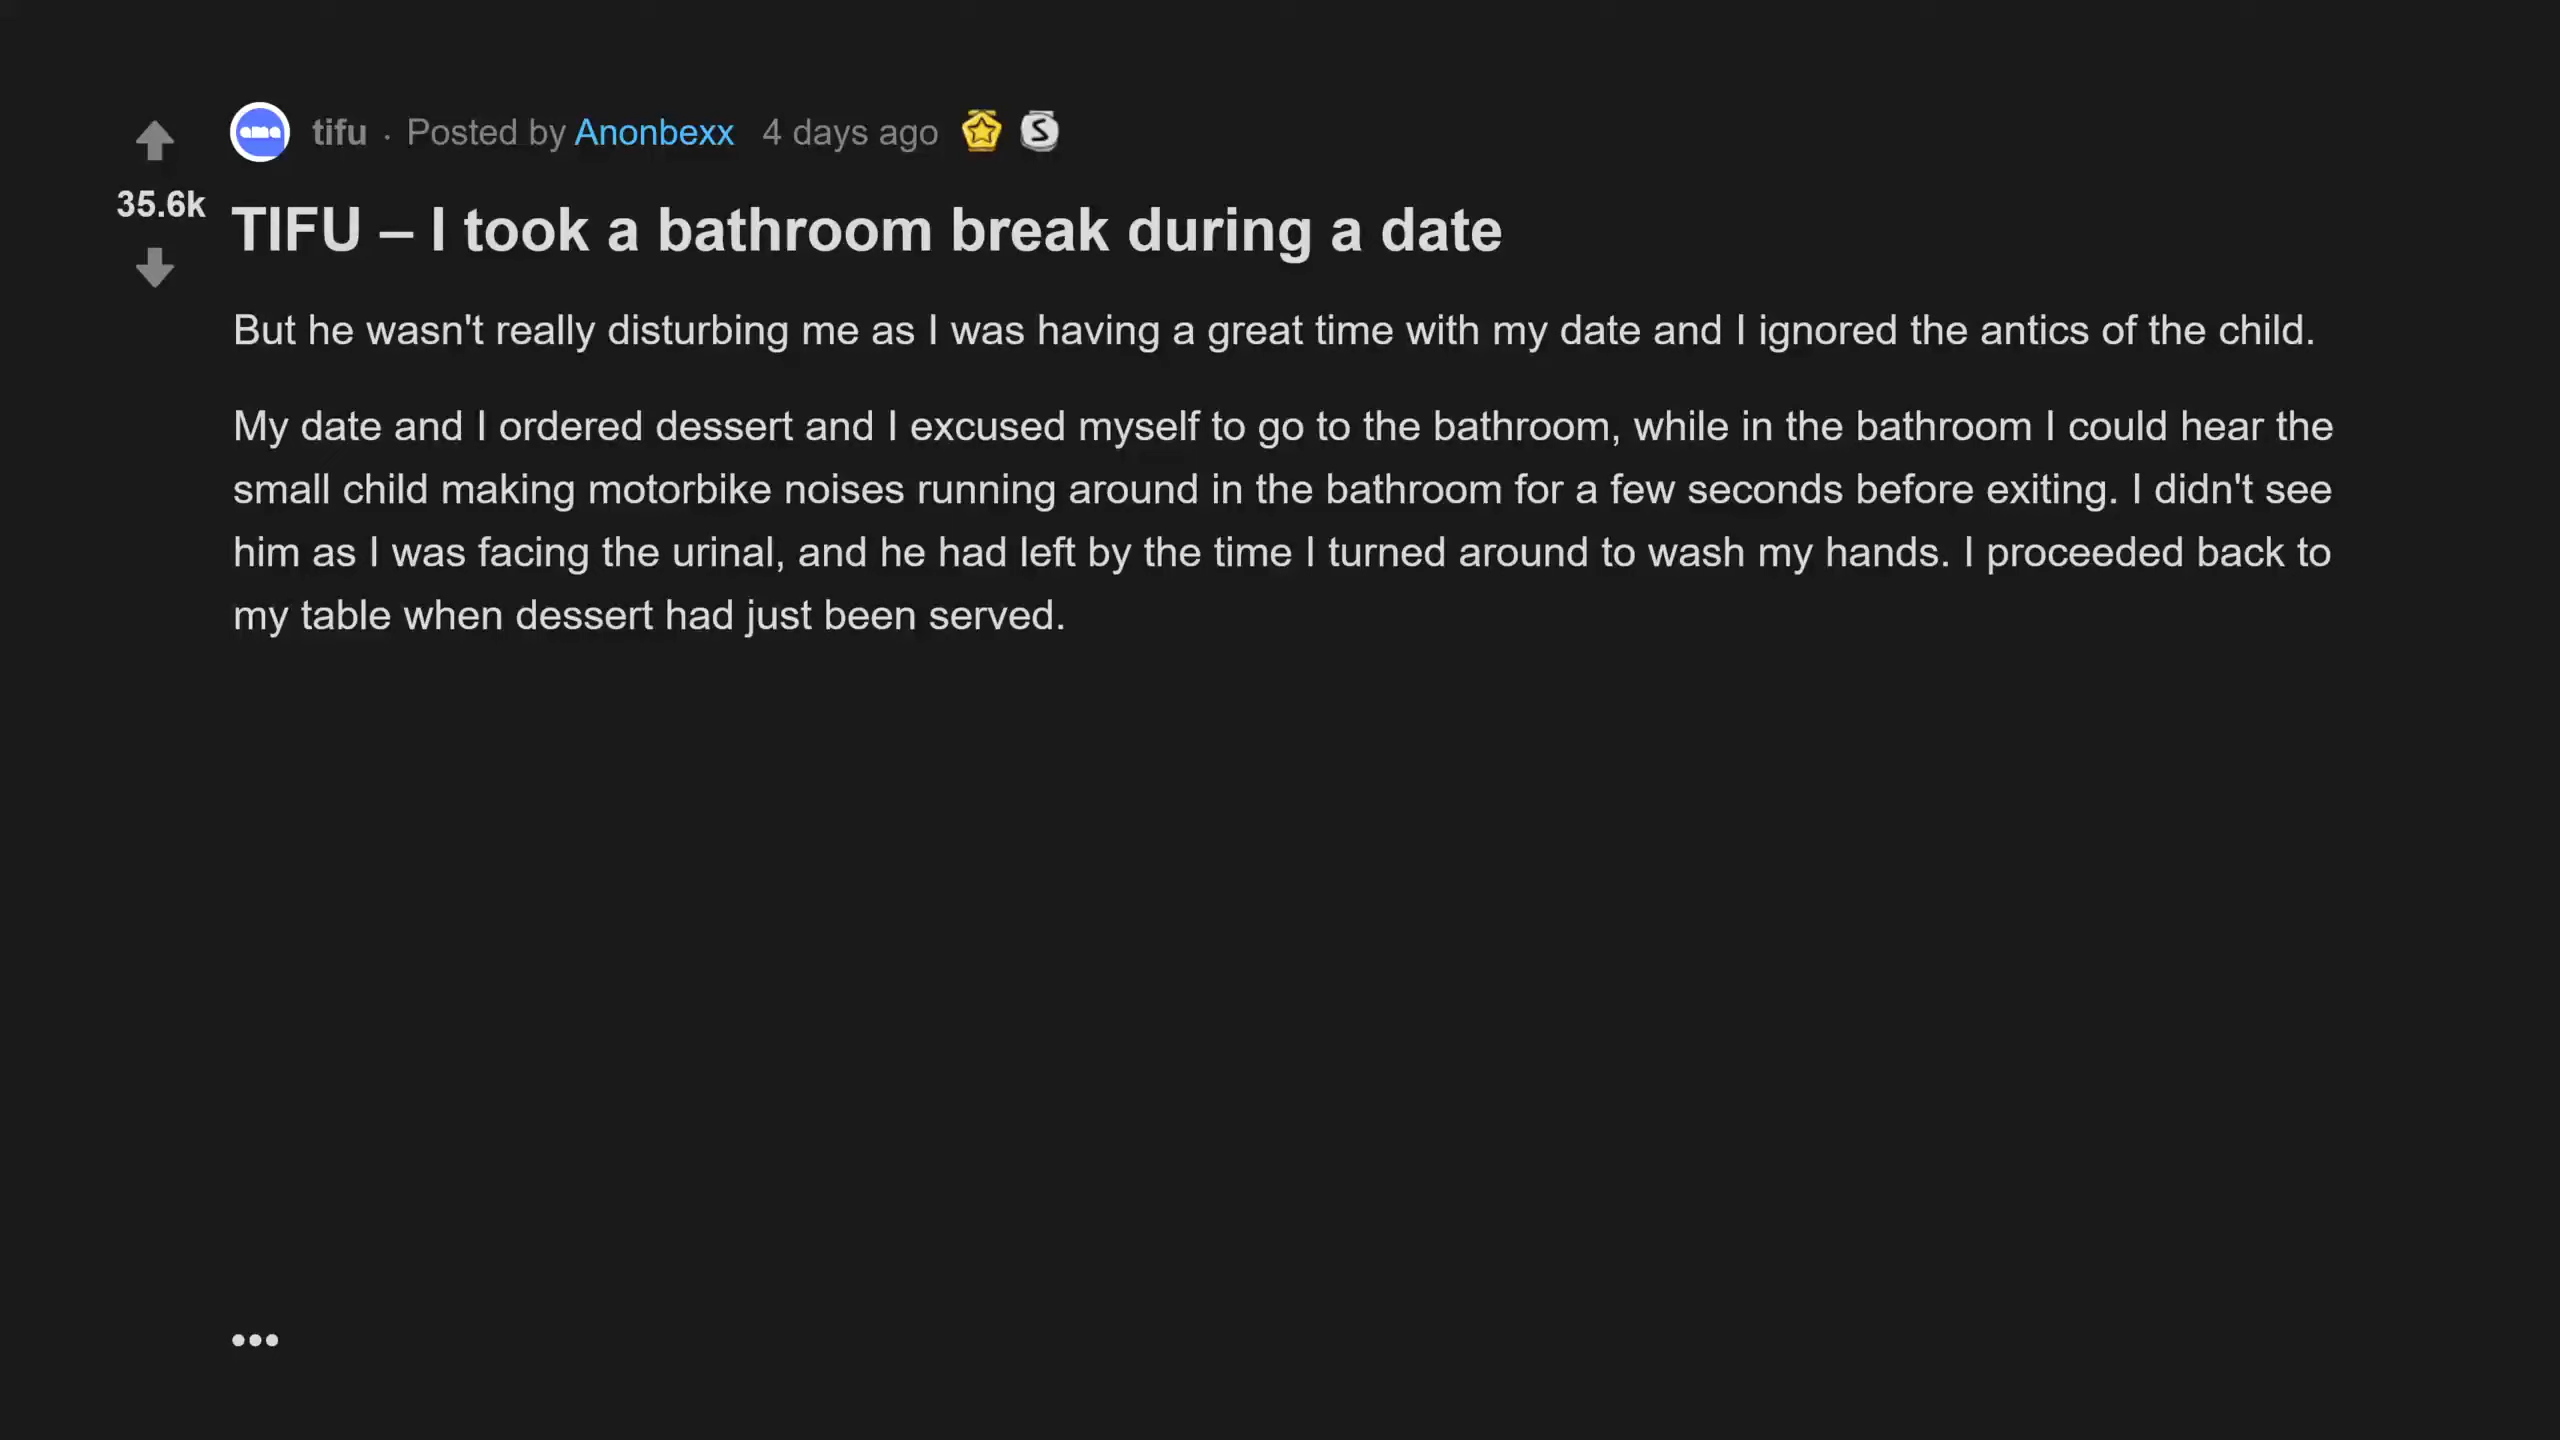 tifu · Posted by Anonbexx 4 days ago
35.6k
TIFU – I took a bathroom break during a date
But he wasn't really disturbing me as I was having a great time with my date and I ignored the antics of the child.
My date and I ordered dessert and I excused myself to go to the bathroom, while in the bathroom I could hear the
small child making motorbike noises running around in the bathroom for a few seconds before exiting. I didn't see
him as I was facing the urinal, and he had left by the time I turned around to wash my hands. I proceeded back to
my table when dessert had just been served.
•••